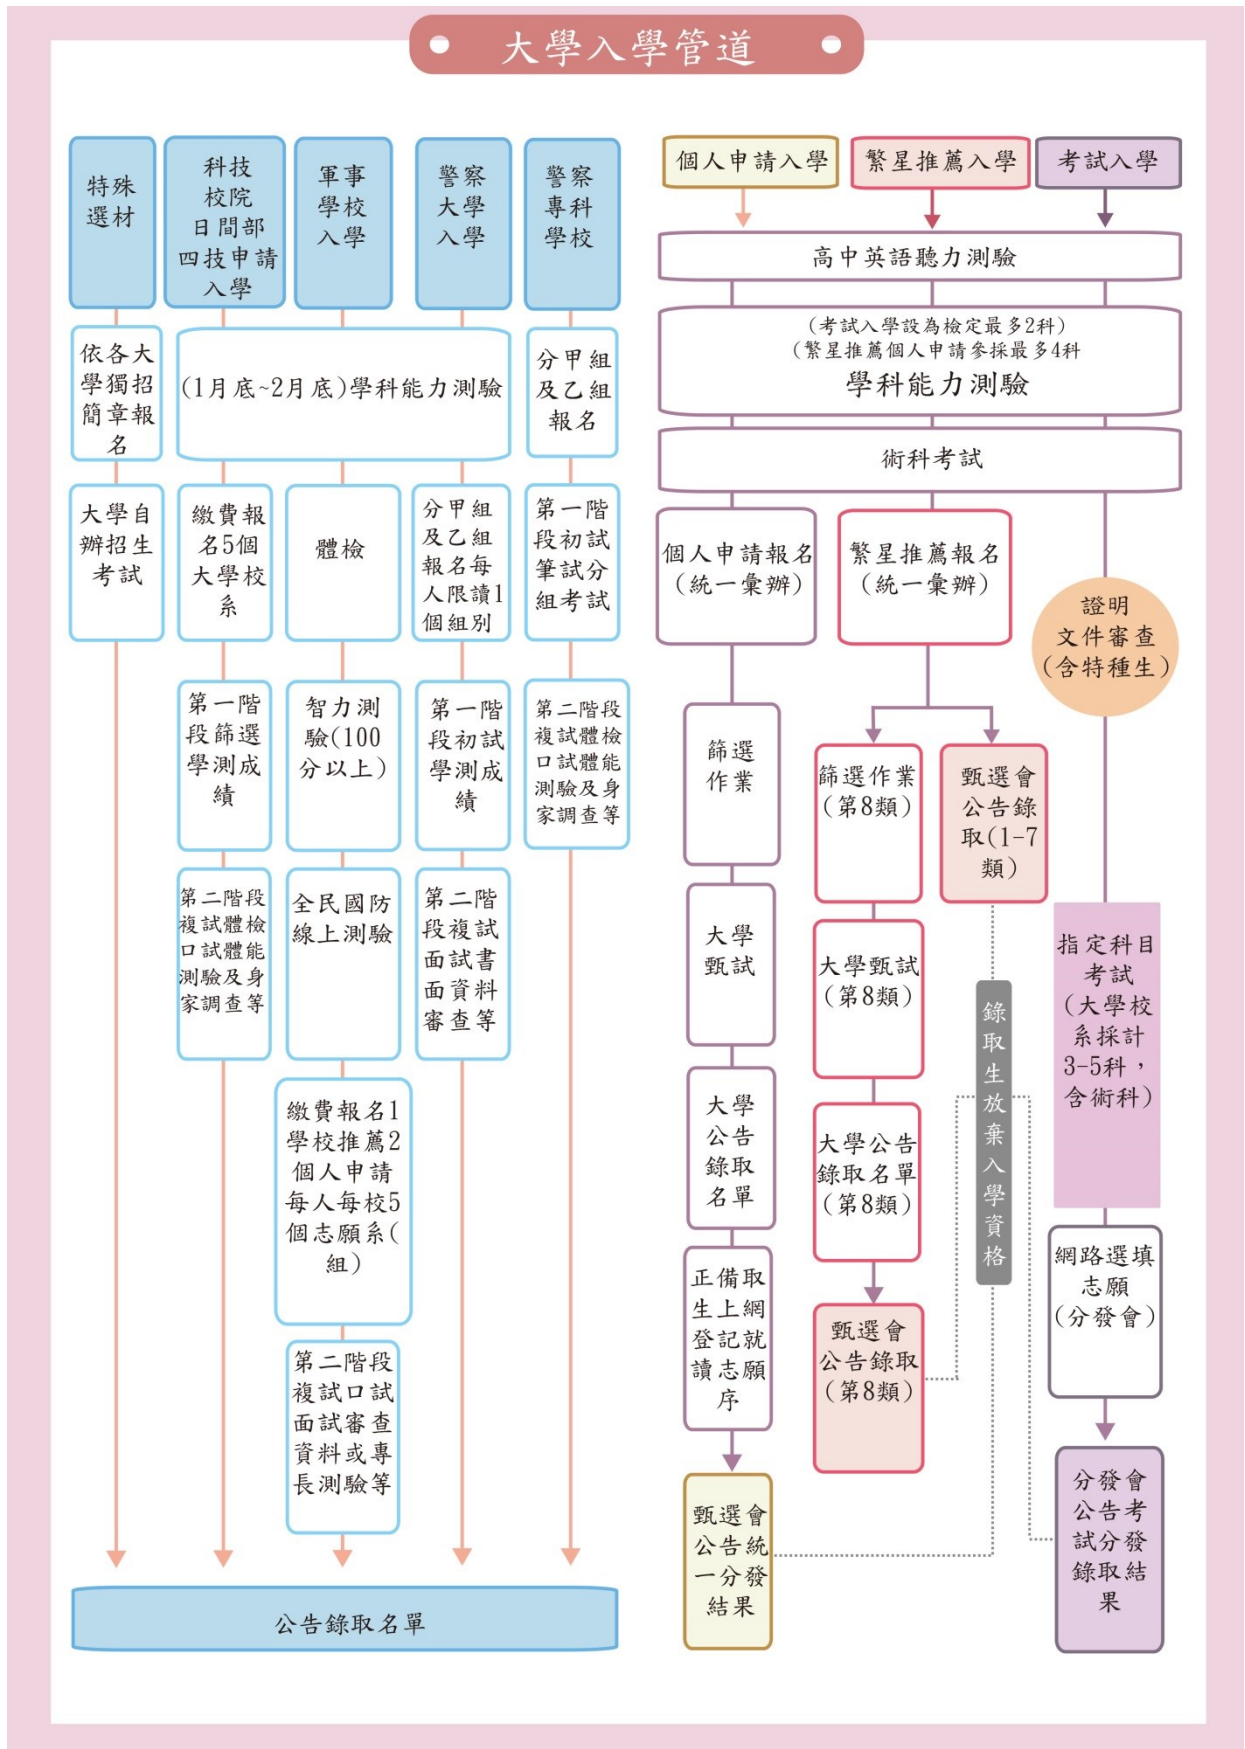 大學入學管道
特殊
選材
科技
校院
日間部
四技申請
入學
軍事
學校
入學
警察
大學
入學
警察
專科
學校
依各大
學獨招
簡章報
名
(1月底~2月底)學科能力測驗
分甲組
及乙組
報名
大學自
辦招生
考試
繳費報
名5個
大學校
系
體檢
分甲組
及乙組
報名每
人限讀1
個組別
第一階
段初試
筆試分
組考試
第一階
段篩選
學測成
績
智力測
驗(100
分以上)
第一階
段初試
學測成
績
第二階段
複試體檢
口試體能
測驗及身
家調查等
第二階段
複試體檢
口試體能
測驗及身
家調查等
全民國防
線上測驗
第二階
段複試
面試書
面資料
審查等
繳費報名1
學校推薦2
個人申請
每人每校5
個志願系(
組)
第二階段
複試口試
面試審查
資料或專
長測驗等
公告錄取名單
個人申請入學
繁星推薦入學
考試入學
高中英語聽力測驗
(考試入學設為檢定最多2科)
(繁星推薦個人申請參採最多4科
學科能力測驗
術科考試
個人申請報名
(統一彙辦)
繁星推薦報名
(統一彙辦)
證明
文件審查
(含特種生)
篩選
作業
篩選作業
(第8類)
甄選會
公告錄
取(1-7
類)
大學
甄試
大學甄試
(第8類)
指定科目
考試
(大學校
系採計
3-5科，
含術科)
錄取生放棄入學資格
大學
公告
錄取
名單
大學公告
錄取名單
(第8類)
網路選填
志願
(分發會)
正備取
生上網
登記就
讀志願
序
甄選會
公告錄取
(第8類)
甄選會
公告統
一分發
結果
分發會
公告考
試分發
錄取結
果